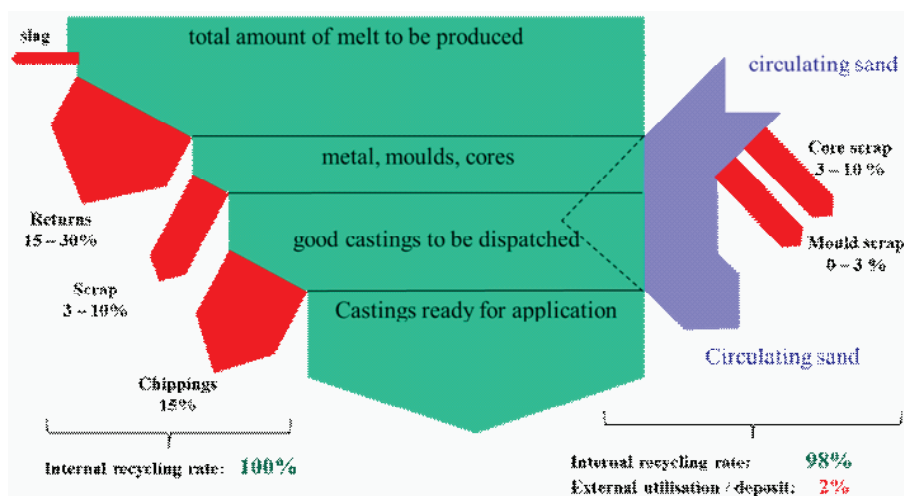 slag
total amount of melt to be produced
circulating sand
metal, moulds, cores
Core scrap
3 – 10 %
Returns
15 – 30%
good castings to be dispatched
Mould scrap
0 – 3 %
Scrap
3 – 10%
Castings ready for application
Circulating sand
Chippings
15%
Internal recycling rate: 100%
Internal recycling rate: 98%
External utilisation / deposit: 2%